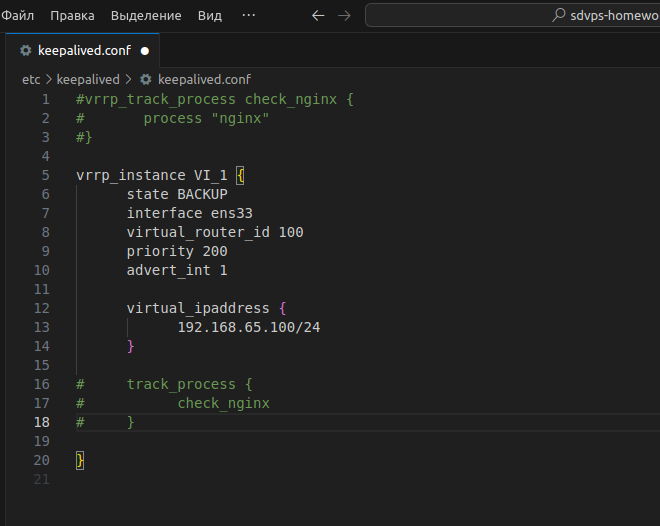 Файл Правка Выделение Вид ··· ← → sdvps-homewo
keepalived.conf ●
etc > keepalived > keepalived.conf
1 #vrrp_track_process check_nginx {
2 #       process "nginx"
3 #}
4
5 vrrp_instance VI_1 {
6       state BACKUP
7       interface ens33
8       virtual_router_id 100
9       priority 200
10       advert_int 1
11
12       virtual_ipaddress {
13             192.168.65.100/24
14       }
15
16 #     track_process {
17 #           check_nginx
18 #     }
19
20 }
21